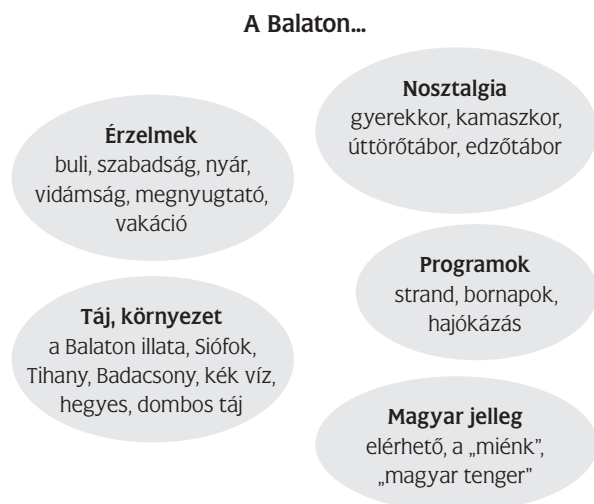 A Balaton...
Érzelmek
buli, szabadság, nyár,
vidámság, megnyugtató,
vakáció
Nosztalgia
gyerekkor, kamaszkor,
úttörőtábor, edzőtábor
Táj, környezet
a Balaton illata, Siófok,
Tihany, Badacsony, kék víz,
hegyes, dombos táj
Programok
strand, bornapok,
hajókázás
Magyar jelleg
elérhető, a „miénk”,
„magyar tenger”